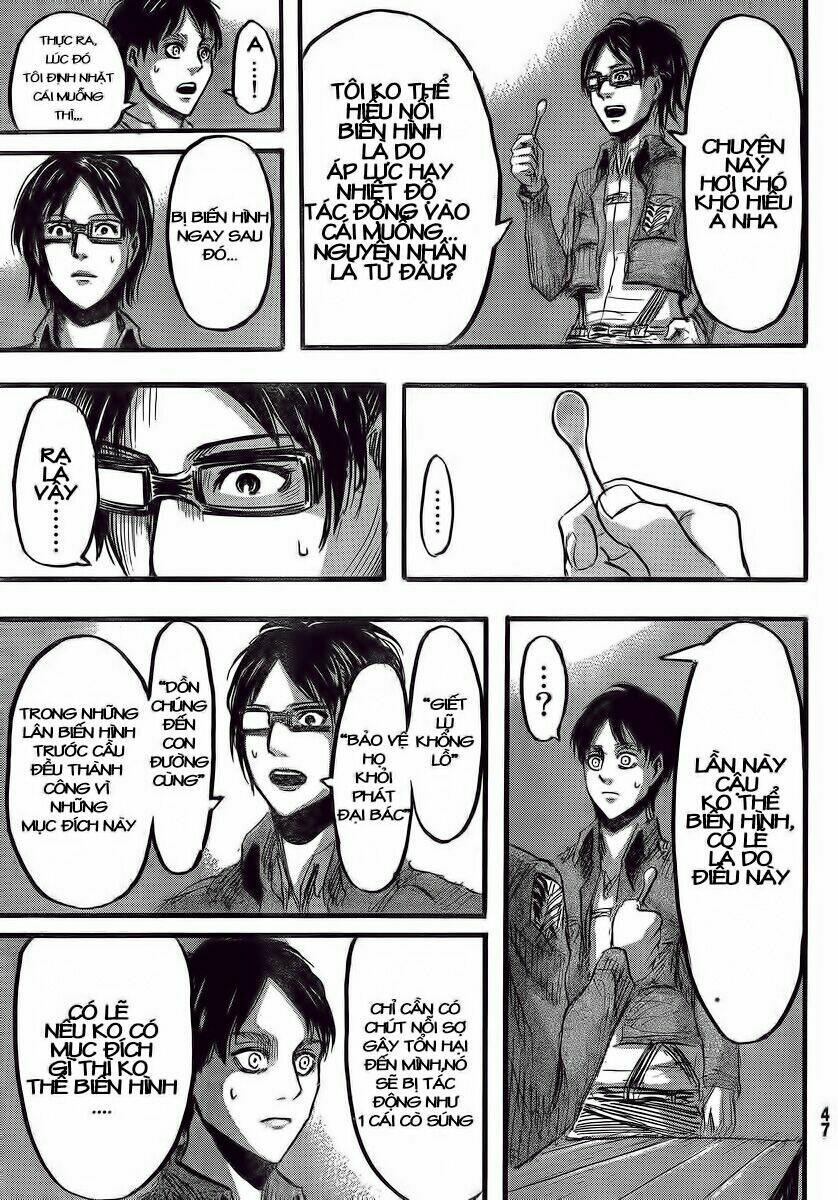 CHUYỆN
NÀY
HƠI KHÓ
KHÓ HIỂU
À NHA
TÔI KO THỂ
HIỂU NỔI
BIẾN HÌNH
LÀ DO
ÁP LỰC HAY
NHIỆT ĐỘ
TÁC ĐỘNG VÀO
CÁI MUỖNG...
NGUYÊN NHÂN
LÀ TỪ ĐÂU?
A
.....!
THỰC RA,
LÚC ĐÓ
TÔI ĐỊNH NHẶT
CÁI MUỖNG
THÌ...
BỊ BIẾN HÌNH
NGAY SAU
ĐÓ...
......
RA
LÀ
VẬY
......
LẦN NÀY
CẬU
KO THỂ
BIẾN HÌNH,
CÓ LẼ
LÀ DO
ĐIỀU NÀY
...?
"GIẾT
LŨ
KHỔNG
LỒ"
"BẢO VỆ
HỌ
KHỎI
PHÁT
ĐẠI BÁC"
"DỒN
CHÚNG
ĐẾN
CON
ĐƯỜNG
CÙNG"
TRONG NHỮNG
LẦN BIẾN HÌNH
TRƯỚC CẬU
ĐỀU THÀNH
CÔNG VÌ
NHỮNG
MỤC ĐÍCH NÀY
CHỈ CẦN CÓ
CHÚT NỖI SỢ
GÂY TỔN HẠI
ĐẾN MÌNH,NÓ
SẼ BỊ TÁC
ĐỘNG NHƯ
1 CÁI CÒ SÚNG
CÓ LẼ
NẾU KO CÓ
MỤC ĐÍCH
GÌ THÌ KO
THỂ BIẾN HÌNH
....
47